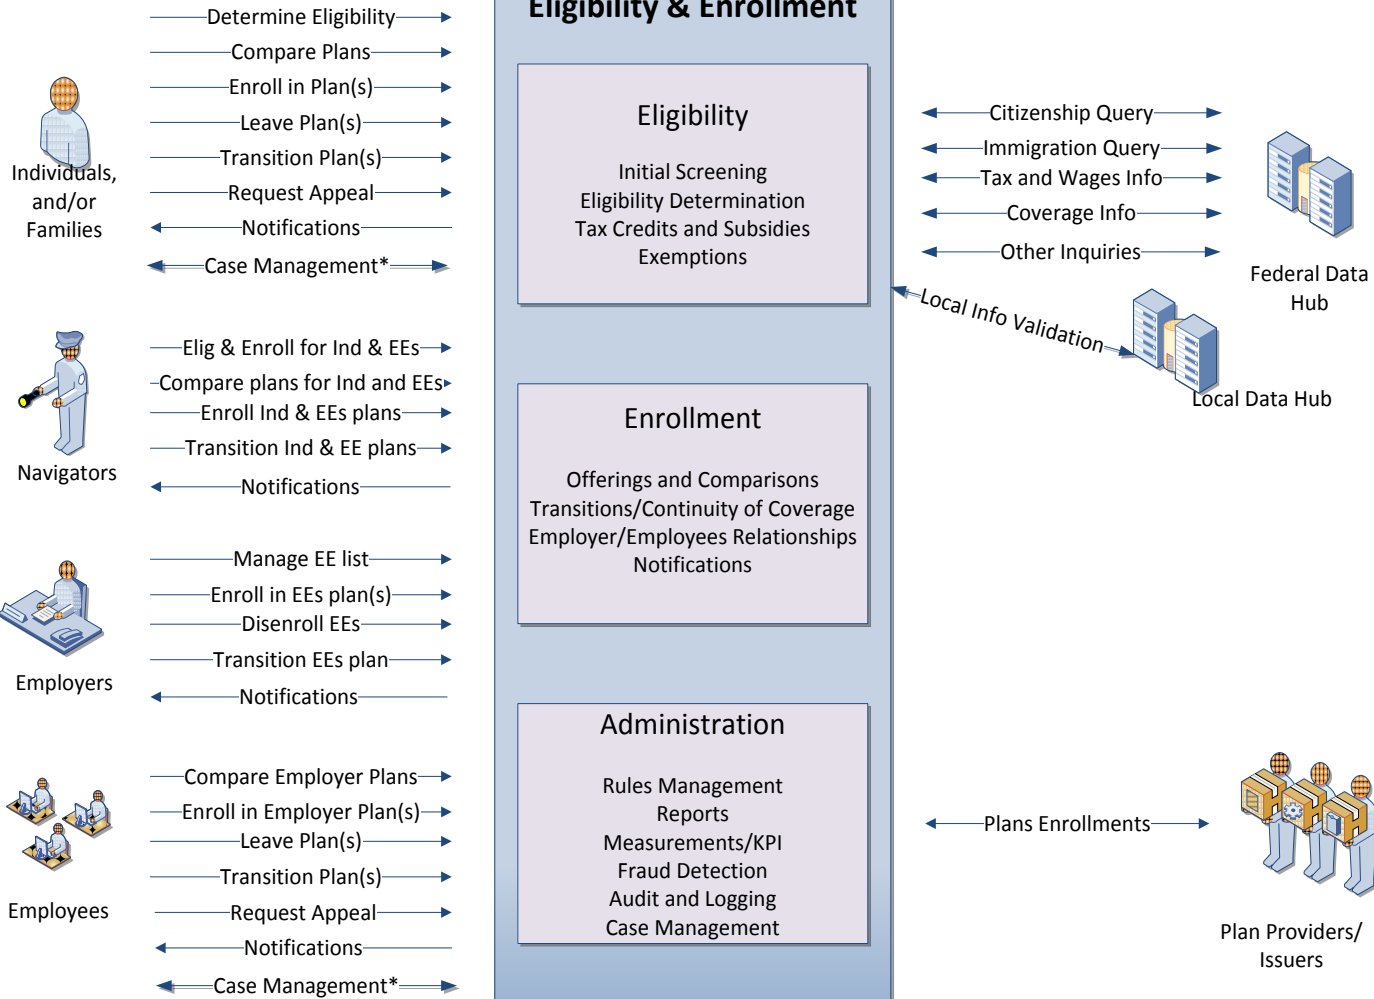 Eligibility & Enrollment
Determine Eligibility
Compare Plans
Enroll in Plan(s)
Leave Plan(s)
Transition Plan(s)
Request Appeal
Notifications
Case Management*
Individuals,
and/or
Families
Elig & Enroll for Ind & EEs
Compare plans for Ind and EEs
Enroll Ind & EEs plans
Transition Ind & EE plans
Notifications
Navigators
Manage EE list
Enroll in EEs plan(s)
Disenroll EEs
Transition EEs plan
Notifications
Employers
Compare Employer Plans
Enroll in Employer Plan(s)
Leave Plan(s)
Transition Plan(s)
Request Appeal
Notifications
Case Management*
Employees
Eligibility
Initial Screening
Eligibility Determination
Tax Credits and Subsidies
Exemptions
Enrollment
Offerings and Comparisons
Transitions/Continuity of Coverage
Employer/Employees Relationships
Notifications
Administration
Rules Management
Reports
Measurements/KPI
Fraud Detection
Audit and Logging
Case Management
Citizenship Query
Immigration Query
Tax and Wages Info
Coverage Info
Other Inquiries
Federal Data
Hub
Local Info Validation
Local Data Hub
Plans Enrollments
Plan Providers/
Issuers